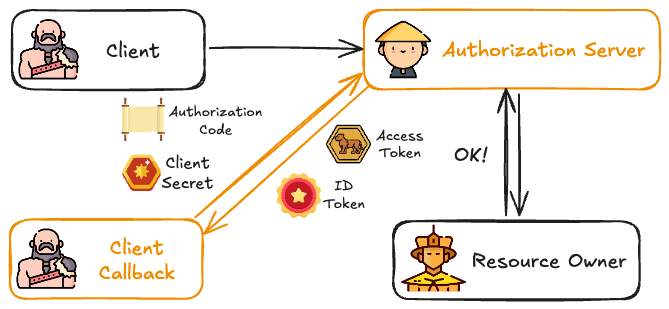 Client
Authorization Server
Authorization
Code
Client
Secret
Access
Token
ID
Token
OK!
Client
Callback
Resource Owner